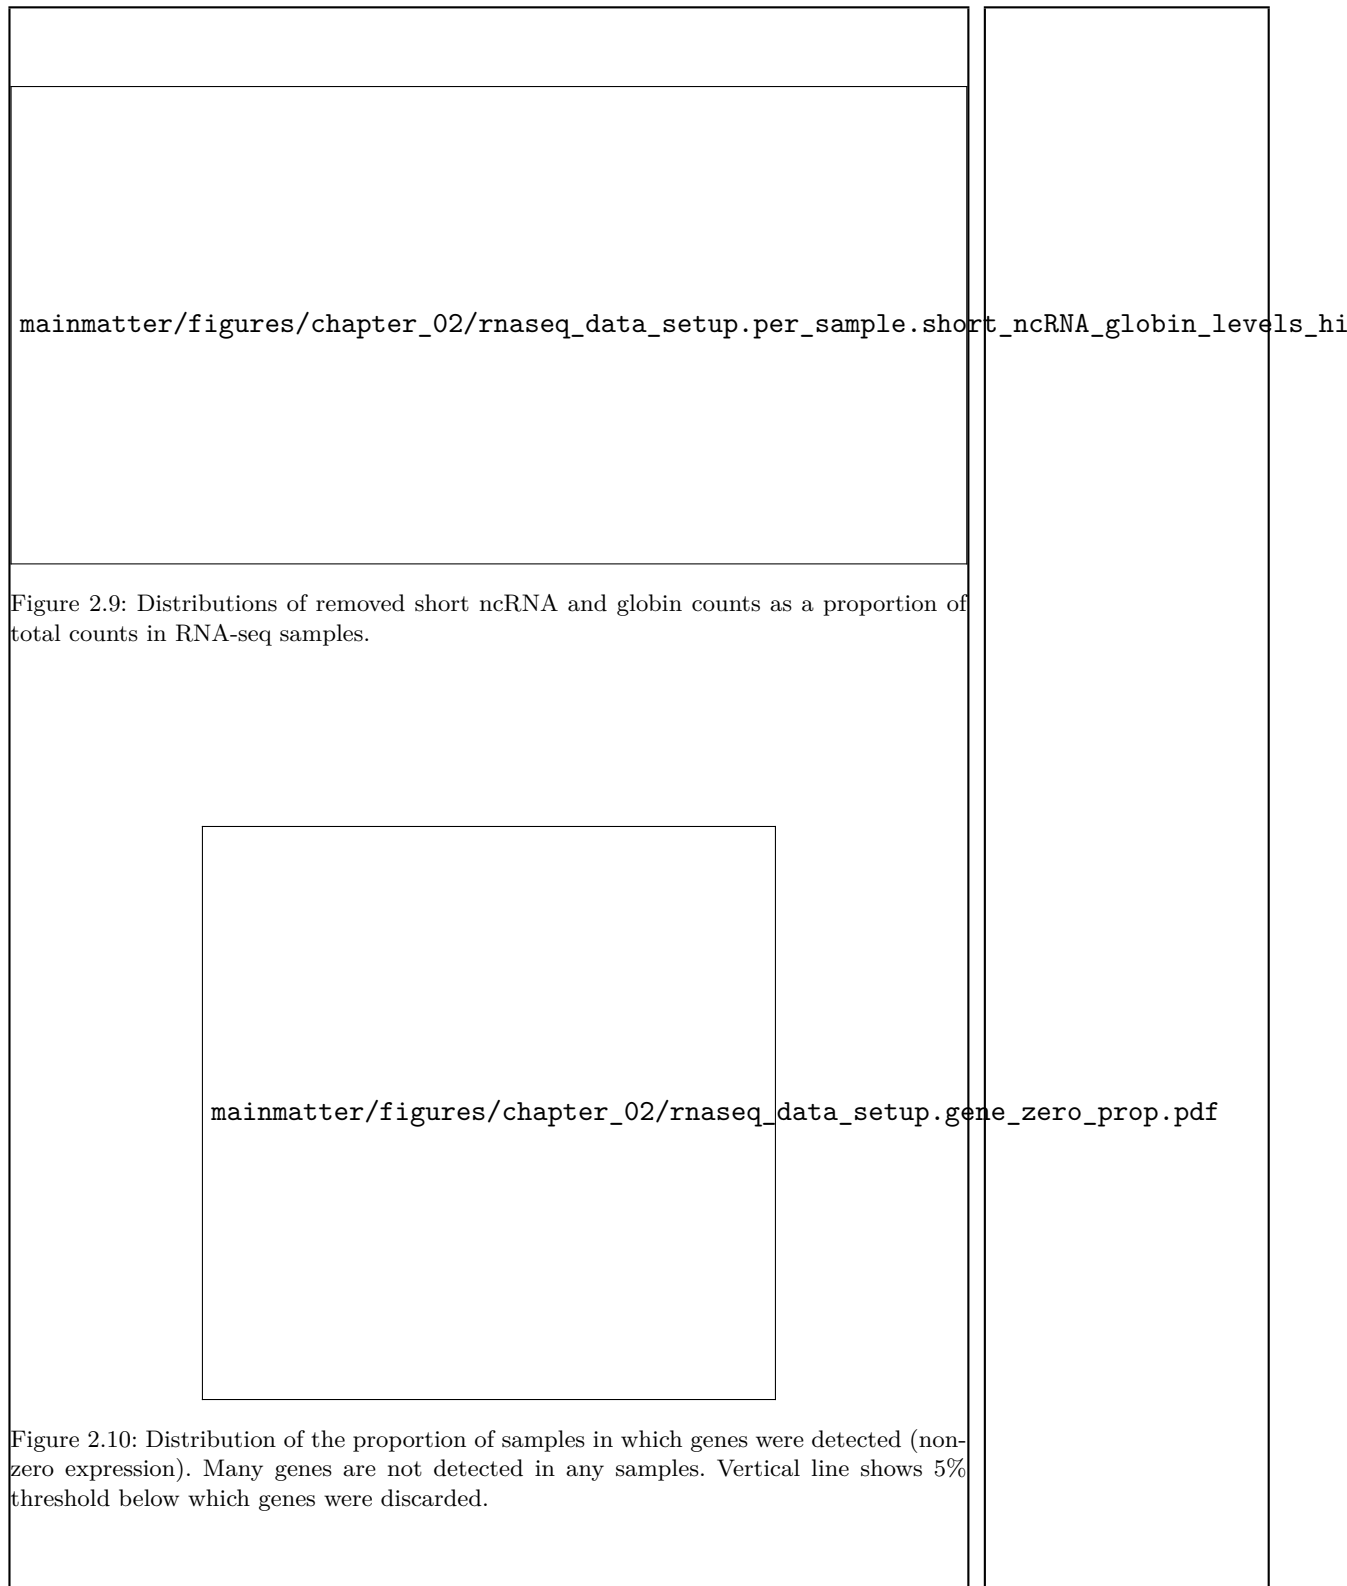 mainmatter/figures/chapter_02/rnaseq_data_setup.per_sample.short_ncRNA_globin_levels_hi
Figure 2.9: Distributions of removed short ncRNA and globin counts as a proportion of
total counts in RNA-seq samples.
mainmatter/figures/chapter_02/rnaseq_data_setup.gene_zero_prop.pdf
Figure 2.10: Distribution of the proportion of samples in which genes were detected (non-
zero expression). Many genes are not detected in any samples. Vertical line shows 5%
threshold below which genes were discarded.